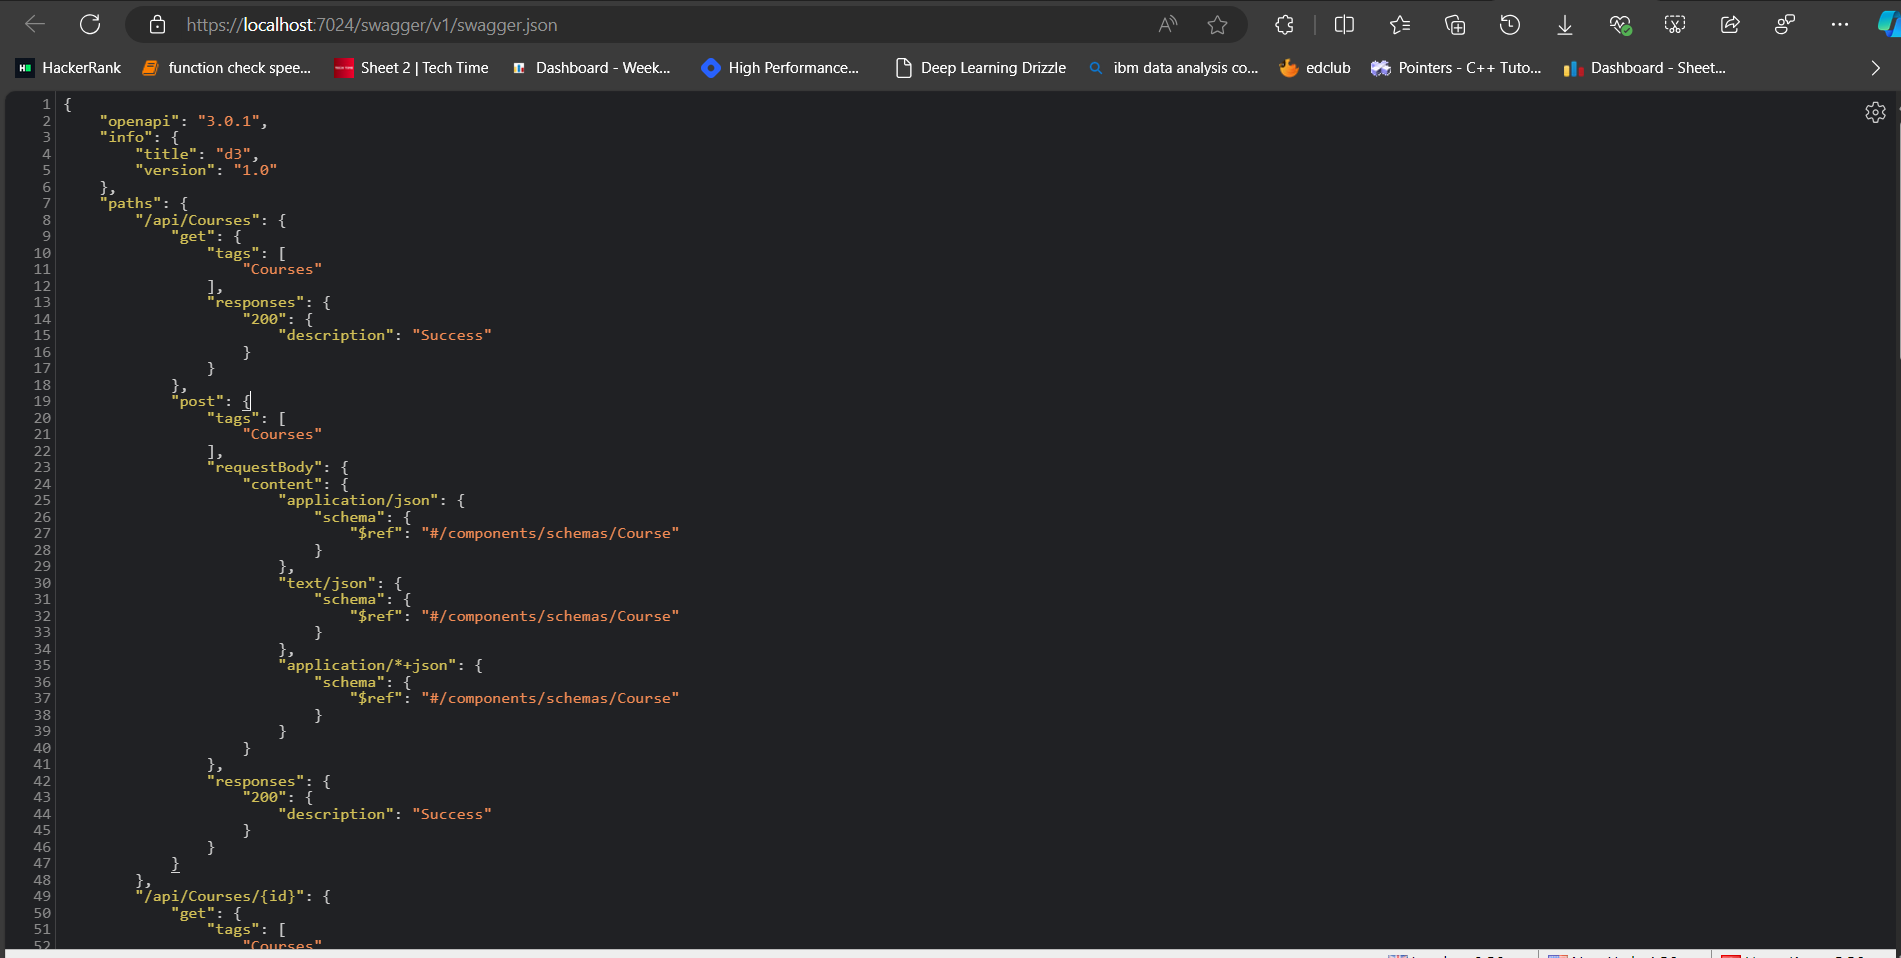 https://localhost:7024/swagger/v1/swagger.json
HackerRank function check spee... Sheet 2 | Tech Time Dashboard - Week... High Performance... Deep Learning Drizzle ibm data analysis co... edclub Pointers - C++ Tuto... Dashboard - Sheet...
1 {
2 "openapi": "3.0.1",
3 "info": {
4 "title": "d3",
5 "version": "1.0"
6 },
7 "paths": {
8 "/api/Courses": {
9 "get": {
10 "tags": [
11 "Courses"
12 ],
13 "responses": {
14 "200": {
15 "description": "Success"
16 }
17 }
18 },
19 "post": {
20 "tags": [
21 "Courses"
22 ],
23 "requestBody": {
24 "content": {
25 "application/json": {
26 "schema": {
27 "$ref": "#/components/schemas/Course"
28 }
29 },
30 "text/json": {
31 "schema": {
32 "$ref": "#/components/schemas/Course"
33 }
34 },
35 "application/*+json": {
36 "schema": {
37 "$ref": "#/components/schemas/Course"
38 }
39 }
40 }
41 },
42 "responses": {
43 "200": {
44 "description": "Success"
45 }
46 }
47 }
48 },
49 "/api/Courses/{id}": {
50 "get": {
51 "tags": [
52 "Courses"